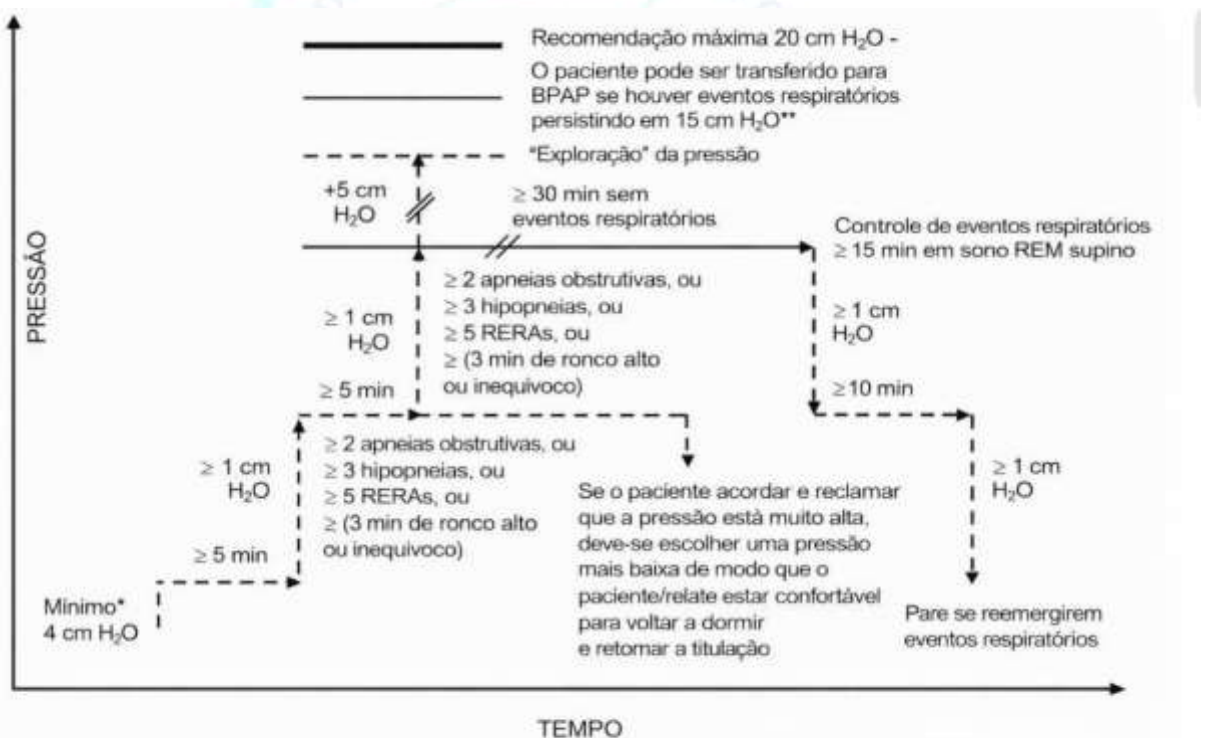 Recomendação máxima 20 cm H₂O -
O paciente pode ser transferido para
BPAP se houver eventos respiratórios
persistindo em 15 cm H₂O**
"Exploração" da pressão
+5 cm
H₂O
≥ 30 min sem
eventos respiratórios
Controle de eventos respiratórios
≥ 15 min em sono REM supino
PRESSÃO
≥ 1 cm
H₂O
≥ 2 apneias obstrutivas, ou
≥ 3 hipopneias, ou
≥ 5 RERAs, ou
≥ (3 min de ronco alto
ou inequivoco)
≥ 1 cm
H₂O
≥ 5 min
≥10 min
≥ 1 cm
H₂O
≥ 2 apneias obstrutivas, ou
≥ 3 hipopneias, ou
≥ 5 RERAs, ou
≥ (3 min de ronco alto
ou inequivoco)
≥ 1 cm
H₂O
Se o paciente acordar e reclamar
que a pressão està muito alta,
deve-se escolher uma pressão
mais baixa de modo que o
paciente/relate estar confortável
para voltar a dormir
e retomar a titulação
≥ 5 min
Mínimo*
4 cm H₂O
Pare se reemergirem
eventos respiratórios
TEMPO